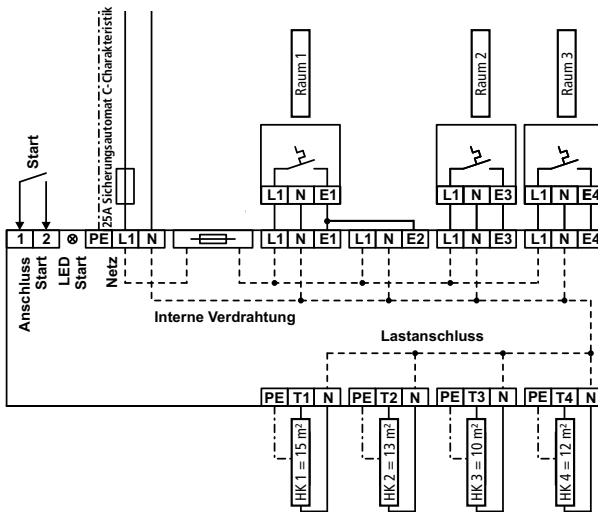 25A Sicherungsautomat C-Charakteristik
Raum 1
Raum 2
Raum 3
Start
L1 N E1
L1 N E3
L1 N E4
1 2 ⊗ PE L1 N
L1 N E1
L1 N E2
L1 N E3
L1 N E4
Anschluss
Start
LED
Start
Netz
Interne Verdrahtung
Lastanschluss
PE T1 N
PE T2 N
PE T3 N
PE T4 N
HK 1 = 15 m²
HK 2 = 13 m²
HK 3 = 10 m²
HK 4 = 12 m²